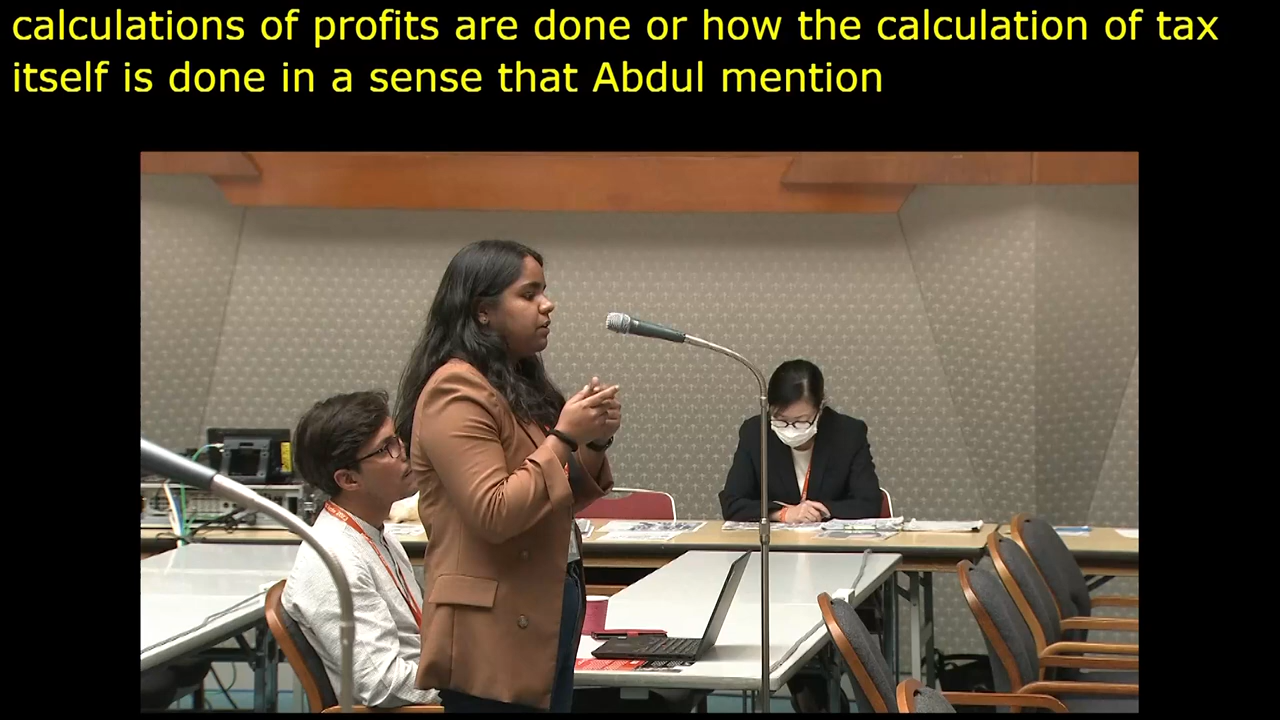 calculations of profits are done or how the calculation of tax
itself is done in a sense that Abdul mention